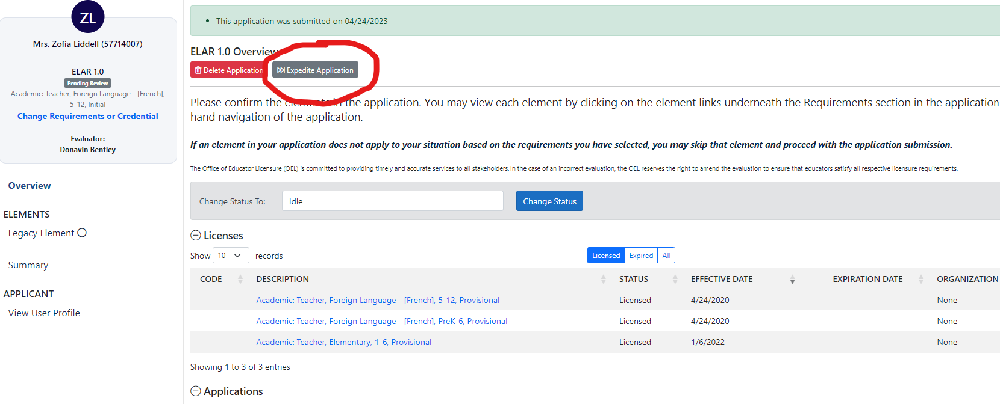 ZL
Mrs. Zofia Liddell (57714007)
ELAR 1.0
Pending Review
Academic: Teacher, Foreign Language - [French],
5-12, Initial
Change Requirements or Credential
Evaluator:
Donavin Bentley
Overview
ELEMENTS
Legacy Element
Summary
APPLICANT
View User Profile
This application was submitted on 04/24/2023
ELAR 1.0 Overview
Delete Application Expedite Application
Please confirm the elements in the application. You may view each element by clicking on the element links underneath the Requirements section in the application
hand navigation of the application.
If an element in your application does not apply to your situation based on the requirements you have selected, you may skip that element and proceed with the application submission.
The Office of Educator Licensure (OEL) is committed to providing timely and accurate services to all stakeholders. In the case of an incorrect evaluation, the OEL reserves the right to amend the evaluation to ensure that educators satisfy all respective licensure requirements.
Change Status To: Idle Change Status
Licenses
Show 10 records Licensed Expired All
CODE DESCRIPTION STATUS EFFECTIVE DATE EXPIRATION DATE ORGANIZATION
Academic: Teacher, Foreign Language - [French], 5-12, Provisional Licensed 4/24/2020 None
Academic: Teacher, Foreign Language - [French], PreK-6, Provisional Licensed 4/24/2020 None
Academic: Teacher, Elementary, 1-6, Provisional Licensed 1/6/2022 None
Showing 1 to 3 of 3 entries
Applications